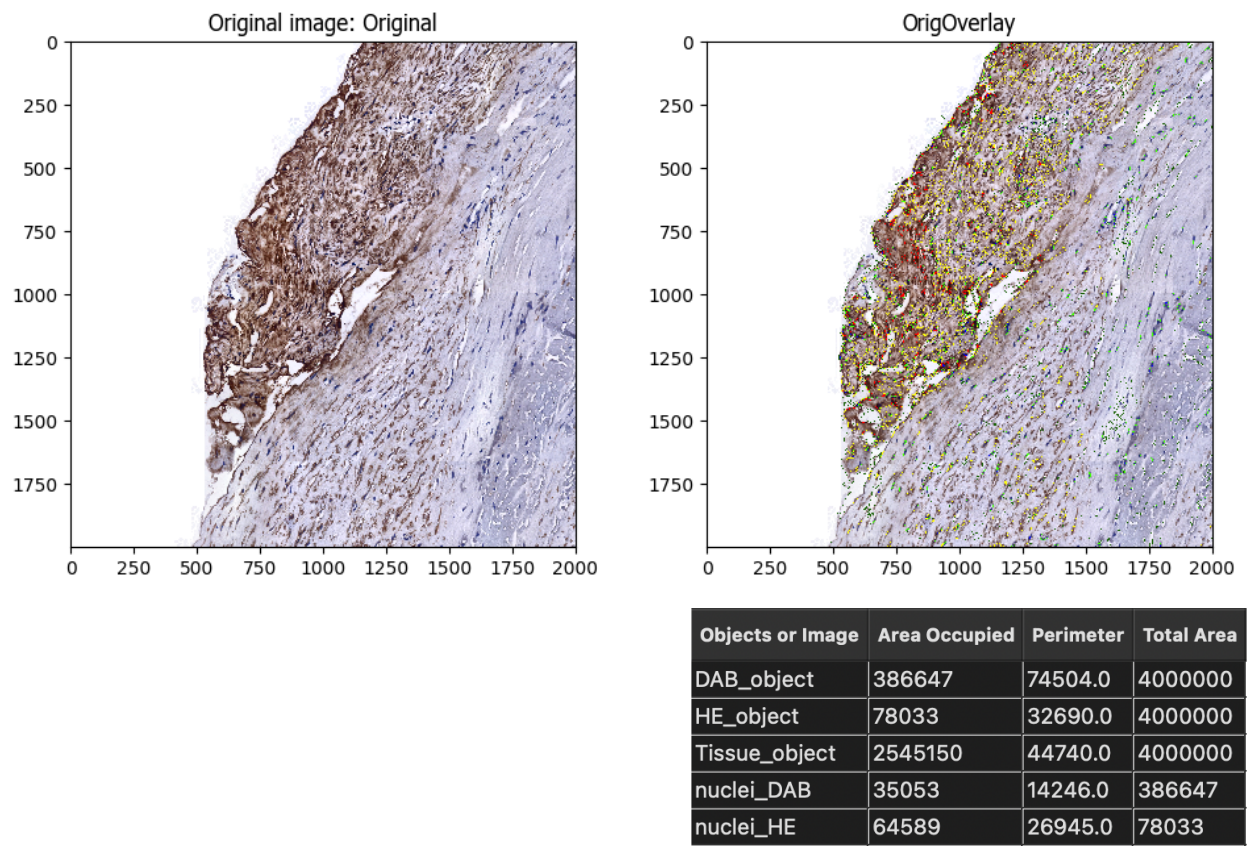 Original image: Original
0
250
500
750
1000
1250
1500
1750
0 250 500 750 1000 1250 1500 1750 2000
OrigOverlay
0
250
500
750
1000
1250
1500
1750
0 250 500 750 1000 1250 1500 1750 2000
Objects or Image Area Occupied Perimeter Total Area
DAB_object 386647 74504.0 4000000
HE_object 78033 32690.0 4000000
Tissue_object 2545150 44740.0 4000000
nuclei_DAB 35053 14246.0 386647
nuclei_HE 64589 26945.0 78033